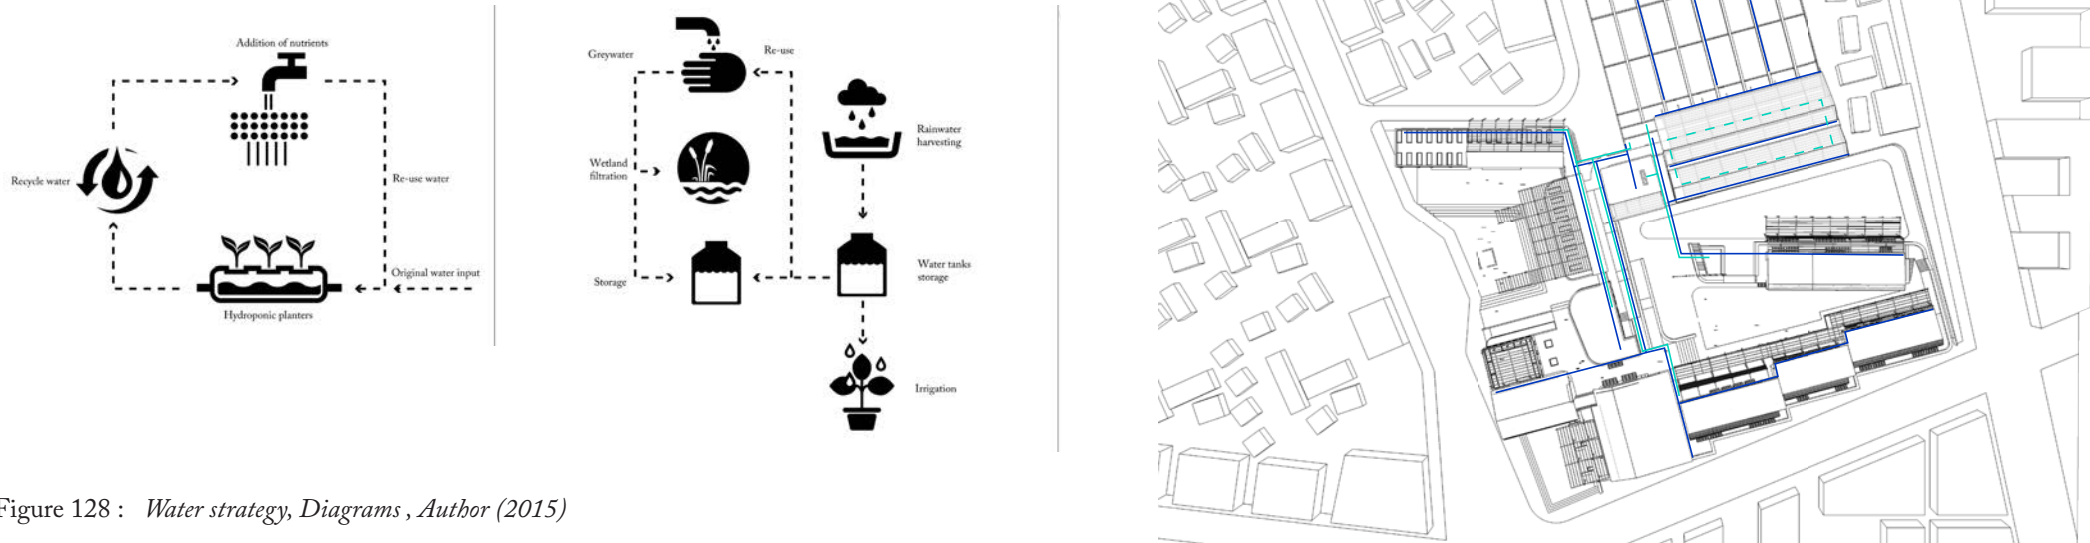 Addition of nutrients
Recycle water
Re-use water
Original water input
Hydroponic planters
Greywater
Re-use
Rainwater
harvesting
Wetland
filtration
Storage
Water tanks
storage
Irrigation
Figure 128 : Water strategy, Diagrams , Author (2015)